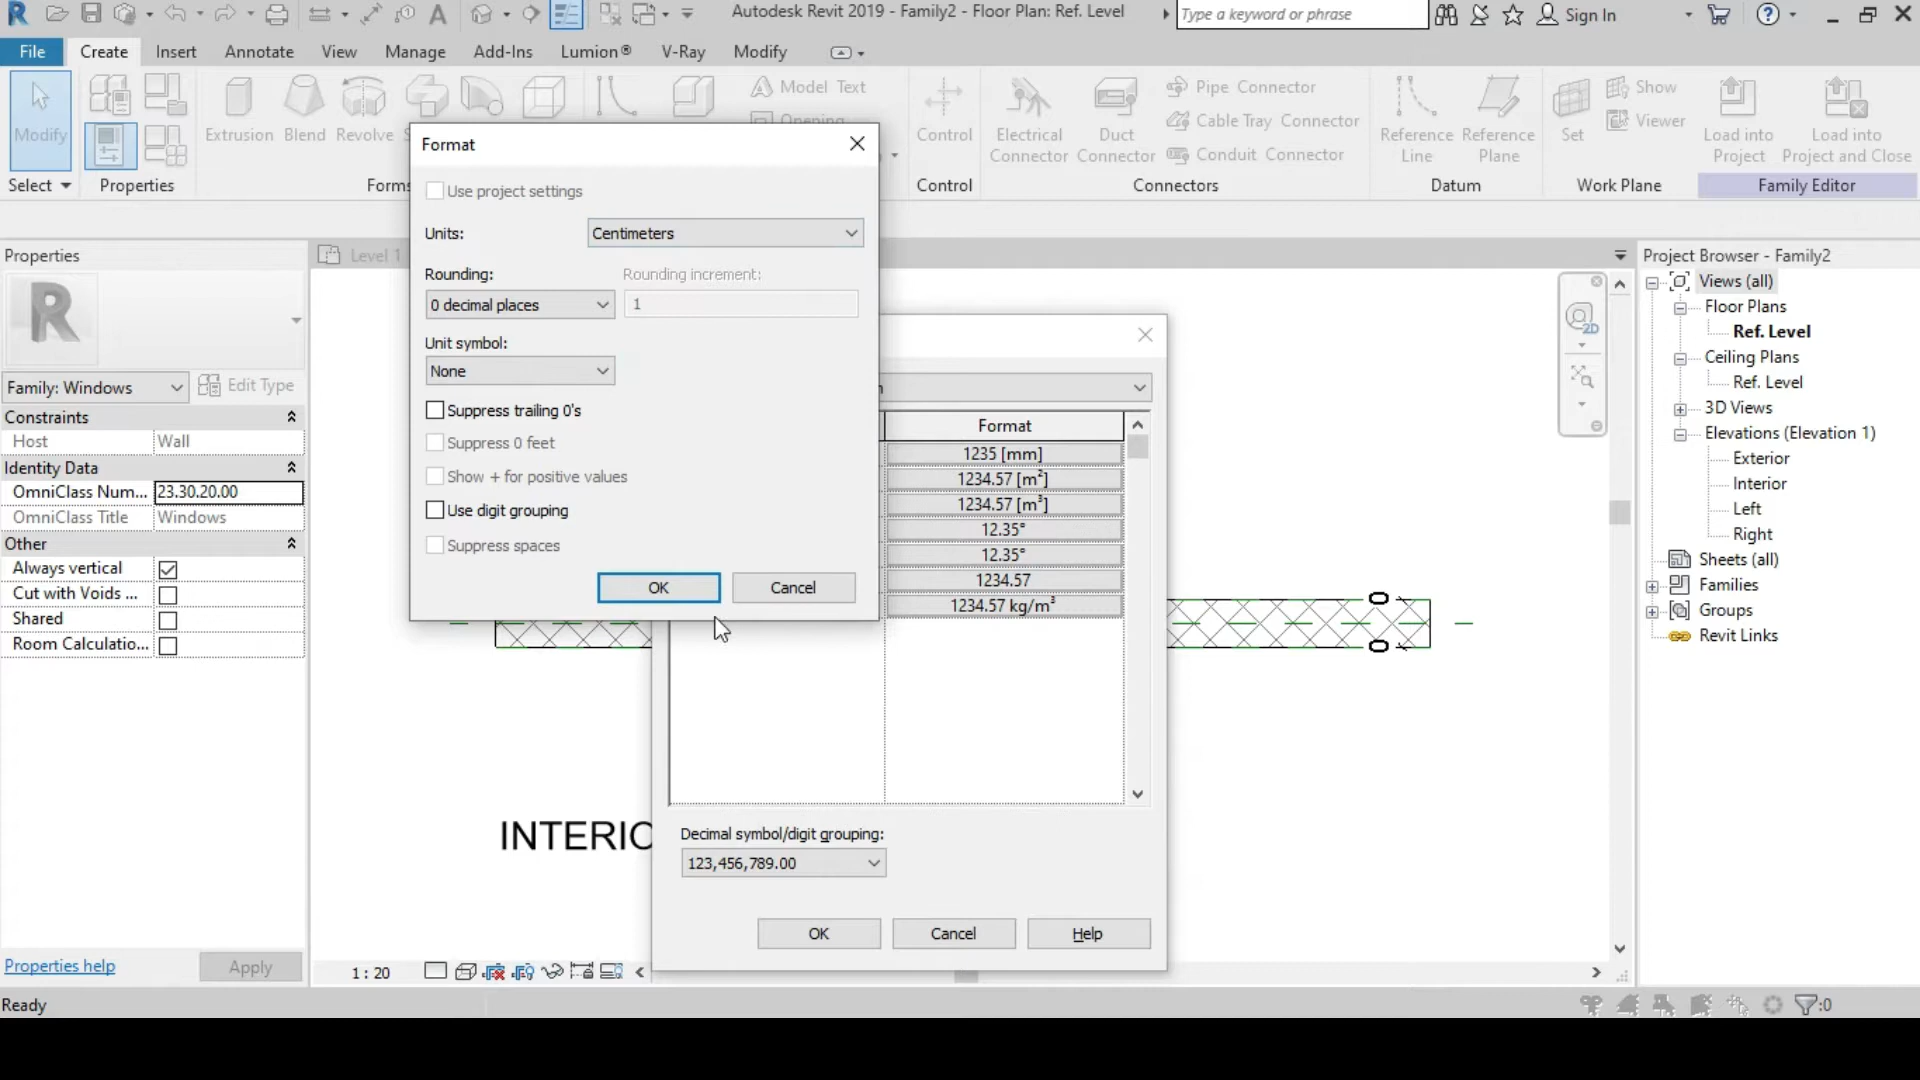 Autodesk Revit 2019 - Family2 - Floor Plan: Ref. Level
Type a keyword or phrase
Sign In
File
Create
Insert
Annotate
View
Manage
Add-Ins
Lumion®
V-Ray
Modify
Modify
Extrusion
Blend
Revolve
Model Text
Opening
Control
Electrical
Connector
Duct
Connector
Pipe Connector
Cable Tray Connector
Conduit Connector
Reference
Line
Reference
Plane
Set
Show
Viewer
Load into
Project
Load into
Project and Close
Select
Properties
Forms
Control
Connectors
Datum
Work Plane
Family Editor
Properties
Family: Windows
Edit Type
Constraints
Host Wall
Identity Data
OmniClass Num... 23.30.20.00
OmniClass Title Windows
Other
Always vertical
Cut with Voids ...
Shared
Room Calculatio...
Properties help
Apply
Level 1
Format
Use project settings
Units: Centimeters
Rounding: Rounding increment:
0 decimal places 1
Unit symbol:
None
Suppress trailing 0's
Suppress 0 feet
Show + for positive values
Use digit grouping
Suppress spaces
OK Cancel
Format
1235 [mm]
1234.57 [m²]
1234.57 [m³]
12.35°
12.35°
1234.57
1234.57 kg/m³
Decimal symbol/digit grouping:
123,456,789.00
OK Cancel Help
0
0
INTERIO
2D
Project Browser - Family2
Views (all)
Floor Plans
Ref. Level
Ceiling Plans
Ref. Level
3D Views
Elevations (Elevation 1)
Exterior
Interior
Left
Right
Sheets (all)
Families
Groups
Revit Links
1 : 20
Ready
:0